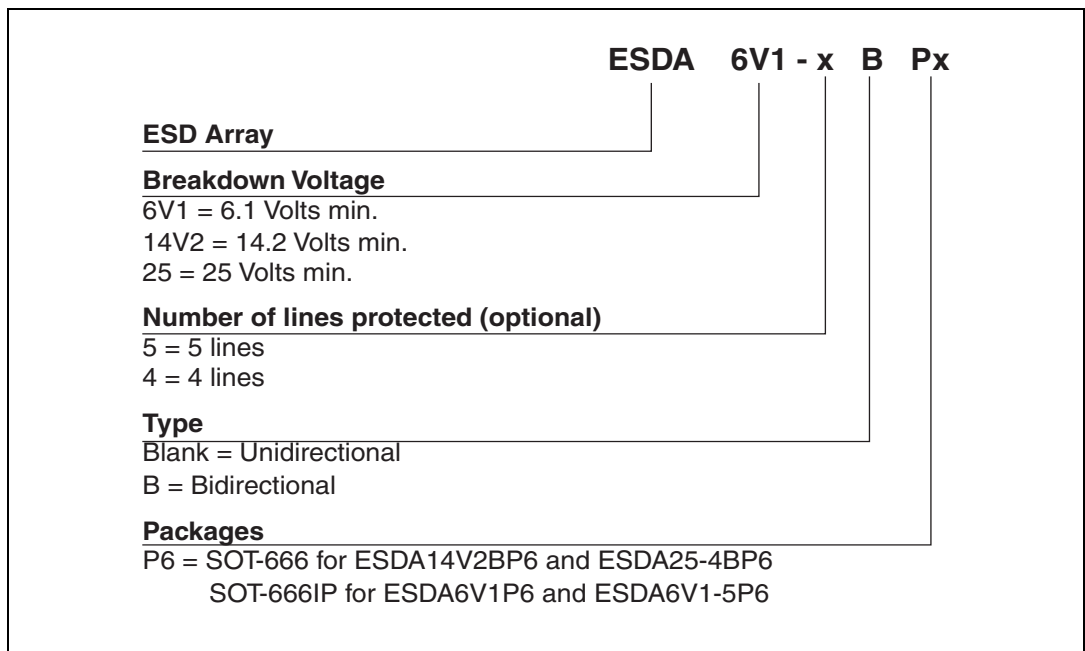 ESDA 6V1 - x B Px
ESD Array
Breakdown Voltage
6V1 = 6.1 Volts min.
14V2 = 14.2 Volts min.
25 = 25 Volts min.
Number of lines protected (optional)
5 = 5 lines
4 = 4 lines
Type
Blank = Unidirectional
B = Bidirectional
Packages
P6 = SOT-666 for ESDA14V2BP6 and ESDA25-4BP6
SOT-666IP for ESDA6V1P6 and ESDA6V1-5P6